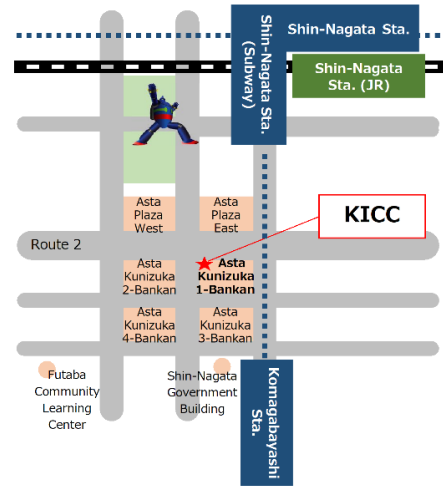 Shin-Nagata Sta.
Shin-Nagata Sta.
(Subway)
Shin-Nagata
Sta. (JR)
Asta
Plaza
West
Asta
Plaza
East
KICC
Route 2
Asta
Kunizuka
2-Bankan
Asta
Kunizuka
1-Bankan
Asta
Kunizuka
4-Bankan
Asta
Kunizuka
3-Bankan
Futaba
Community
Learning
Center
Shin-Nagata
Government
Building
Komagabayashi
Sta.